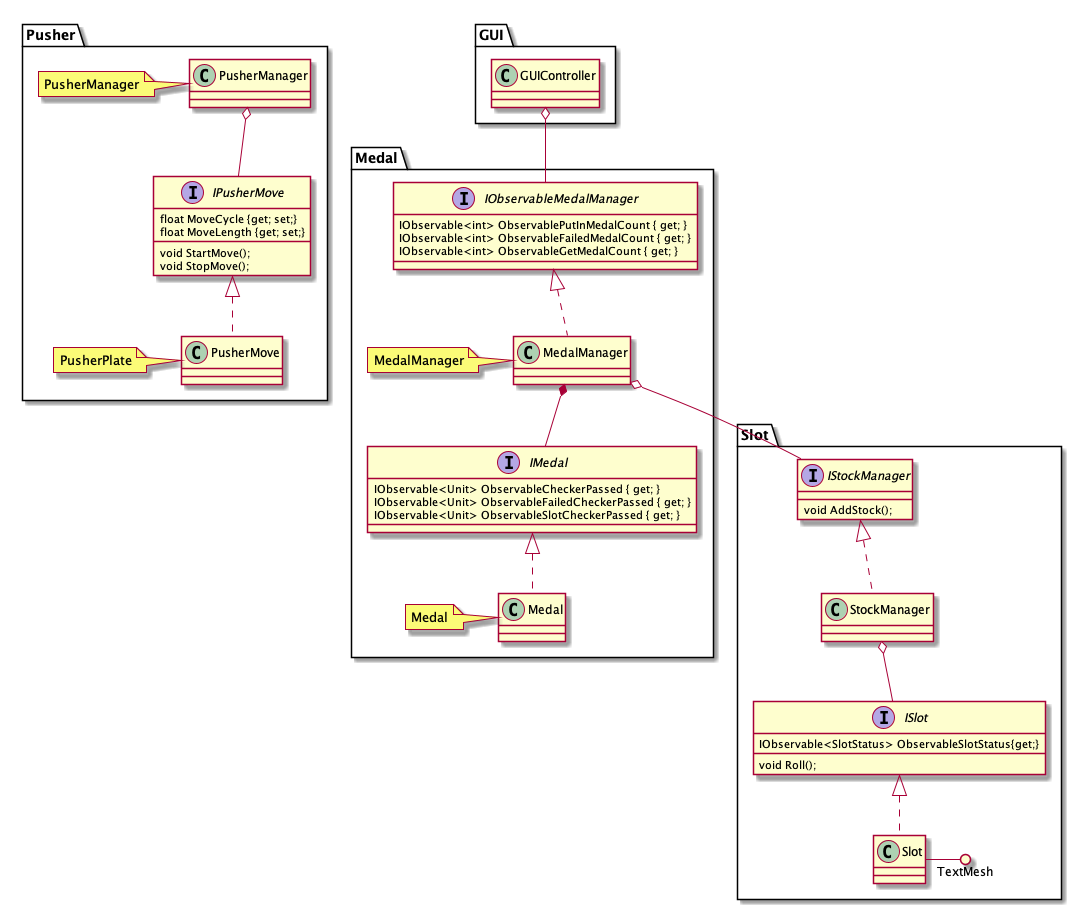 Pusher
C PusherManager
PusherManager
I IPusherMove
float MoveCycle {get; set;}
float MoveLength {get; set;}
void StartMove();
void StopMove();
C PusherMove
PusherPlate
GUI
C GUIController
Medal
I IObservableMedalManager
IObservable<int> ObservablePutInMedalCount { get; }
IObservable<int> ObservableFailedMedalCount { get; }
IObservable<int> ObservableGetMedalCount { get; }
C MedalManager
MedalManager
I IMedal
IObservable<Unit> ObservableCheckerPassed { get; }
IObservable<Unit> ObservableFailedCheckerPassed { get; }
IObservable<Unit> ObservableSlotCheckerPassed { get; }
C Medal
Medal
Slot
I IStockManager
void AddStock();
C StockManager
I ISlot
IObservable<SlotStatus> ObservableSlotStatus{get;}
void Roll();
C Slot
TextMesh